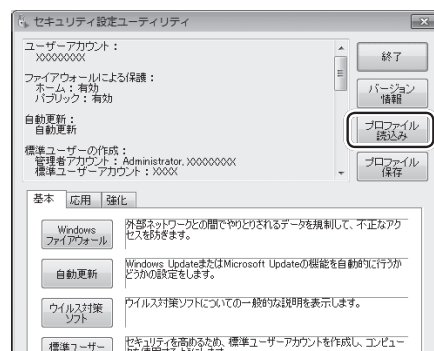 セキュリティ設定ユーティリティ
ユーザーアカウント：
XXXXXXXX
ファイアウォールによる保護：
ホーム：有効
パブリック：有効
自動更新：
自動更新
標準ユーザーの作成：
管理者アカウント：Administrator, XXXXXXXX
標準ユーザーアカウント：XXXX
終了
バージョン
情報
プロファイル
読込み
プロファイル
保存
基本 応用 強化
Windows
ファイアウォール
外部ネットワークとの間でやりとりされるデータを規制して、不正なアク
セスを防ぎます。
自動更新
Windows UpdateまたはMicrosoft Updateの機能を自動的に行うか
どうかの設定をします。
ウイルス対策
ソフト
ウイルス対策ソフトについての一般的な説明を表示します。
標準ユーザー
セキュリティを高めるため、標準ユーザーアカウントを作成し、コンピュー